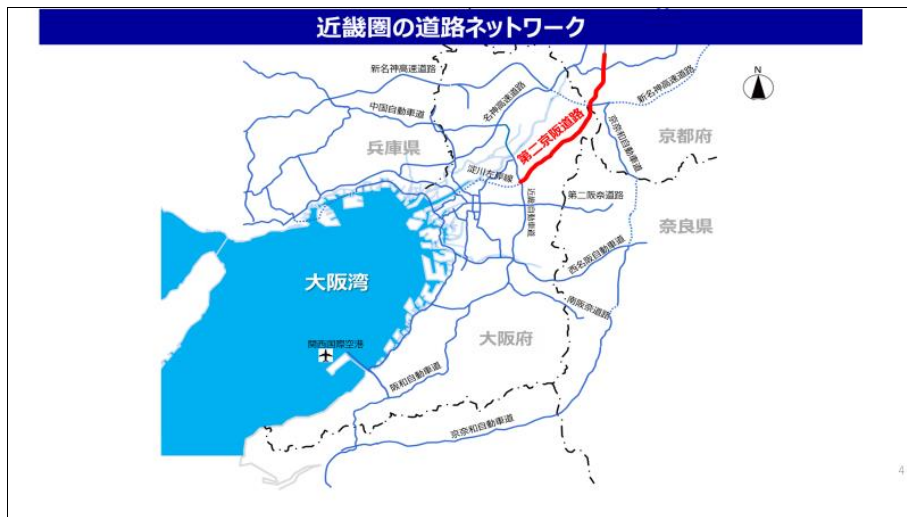 近畿圏の道路ネットワーク
N
新名神高速道路
新名神高速道路
名神高速道路
中国自動車道
京奈和自動車道
京都府
兵庫県
第二京阪道路
淀川左岸線
近畿自動車道
第二阪奈道路
奈良県
西名阪自動車道
大阪湾
南阪奈道路
大阪府
関西国際空港
阪和自動車道
京奈和自動車道
4